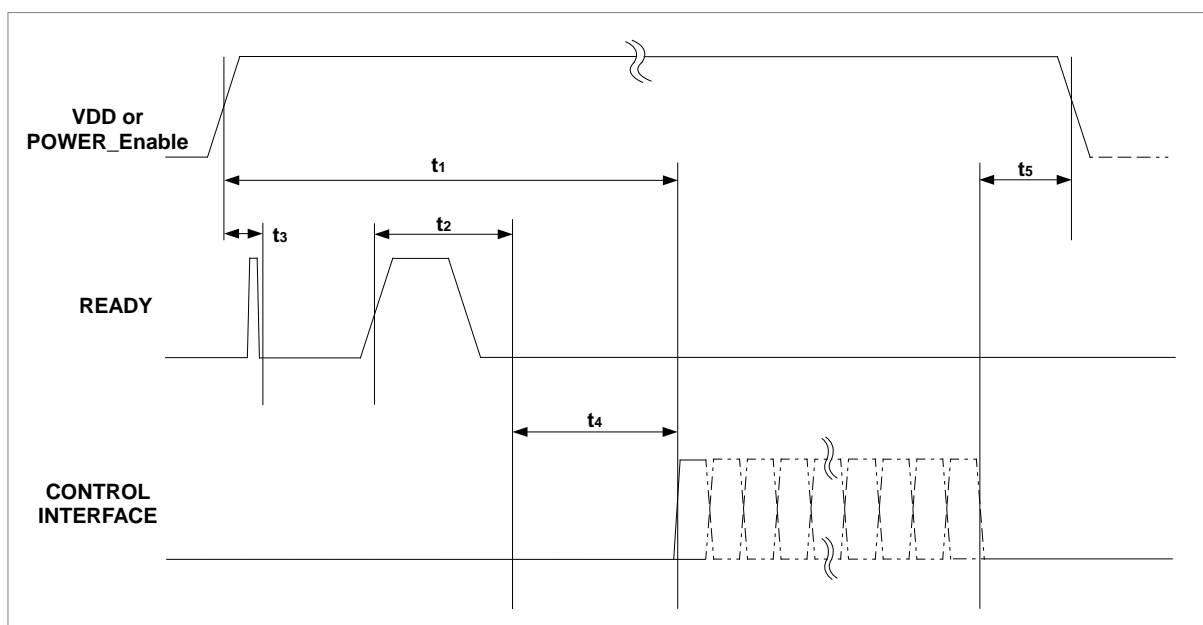 VDD or
POWER_Enable
t1
t5
t3
t2
READY
t4
CONTROL
INTERFACE